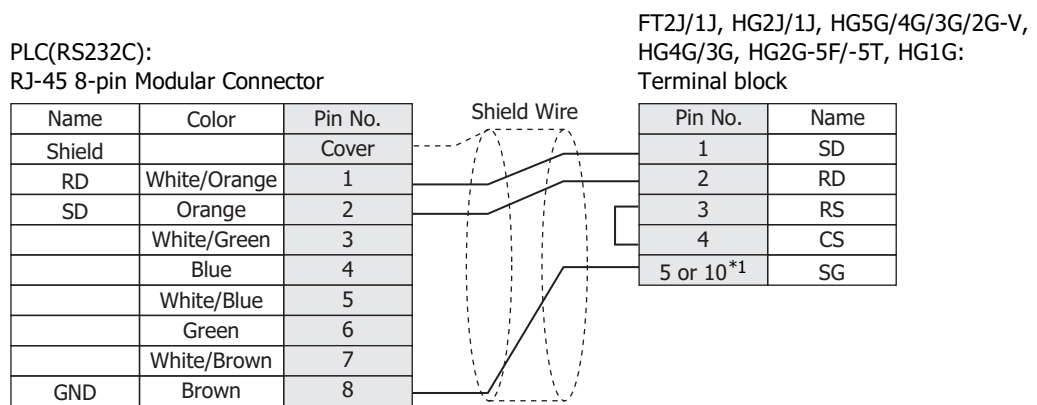 FT2J/1J, HG2J/1J, HG5G/4G/3G/2G-V,
HG4G/3G, HG2G-5F/-5T, HG1G:
Terminal block
PLC(RS232C):
RJ-45 8-pin Modular Connector
Shield Wire
Name Color Pin No.
Shield Cover
RD White/Orange 1
SD Orange 2
White/Green 3
Blue 4
White/Blue 5
Green 6
White/Brown 7
GND Brown 8
Pin No. Name
1 SD
2 RD
3 RS
4 CS
5 or 10*1 SG